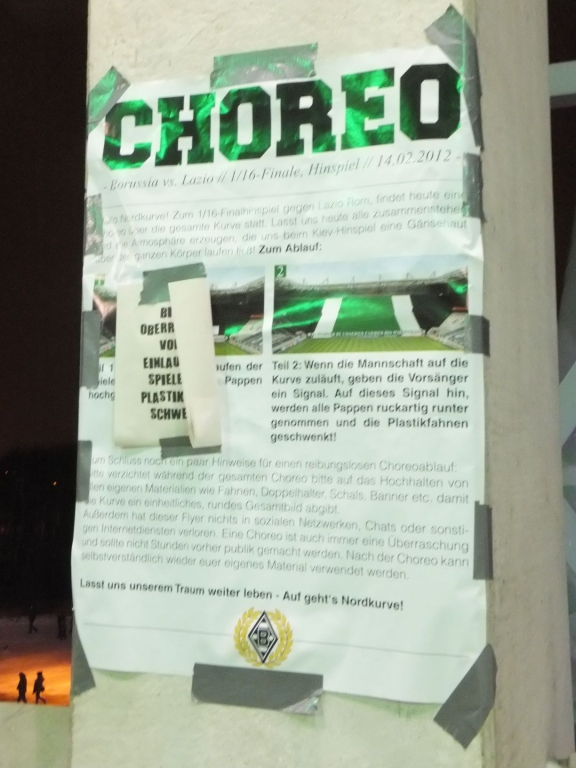 CHOREO
- Borussia vs. Lazio // 1/16-Finale, Hinspiel // 14.02.2012 -
Nordkurve! Zum 1/16-Finalhinspiel gegen Lazio Rom, findet heute eine
über die gesamte Kurve statt. Lasst uns heute alle zusammenstehen
Atmosphäre erzeugen, die uns beim Kiev-Hinspiel eine Gänsehaut
ganzen Körper laufen Zum Ablauf:
2
OBERR
EINLAU
SPIELE
PLASTIK
SCHWE
der
Pappen
hochg
Teil 2: Wenn die Mannschaft auf die
Kurve zuläuft, geben die Vorsänger
ein Signal. Auf dieses Signal hin,
werden alle Pappen ruckartig runter
genommen und die Plastikfahnen
geschwenkt!
zum Schluss noch ein paar Hinweise für einen reibungslosen Choreoablauf:
Bitte verzichtet während der gesamten Choreo bitte auf das Hochhalten von
allen eigenen Materialien wie Fahnen, Doppelhalter, Schals, Banner etc. damit
die Kurve ein einheitliches, rundes Gesamtbild abgibt.
Außerdem hat dieser Flyer nichts in sozialen Netzwerken, Chats oder sonsti-
gen Internetdiensten verloren. Eine Choreo ist auch immer eine Überraschung
und sollte nicht Stunden vorher publik gemacht werden. Nach der Choreo kann
selbstverständlich wieder euer eigenes Material verwendet werden.
Lasst uns unserem Traum weiter leben - Auf geht's Nordkurve!
B